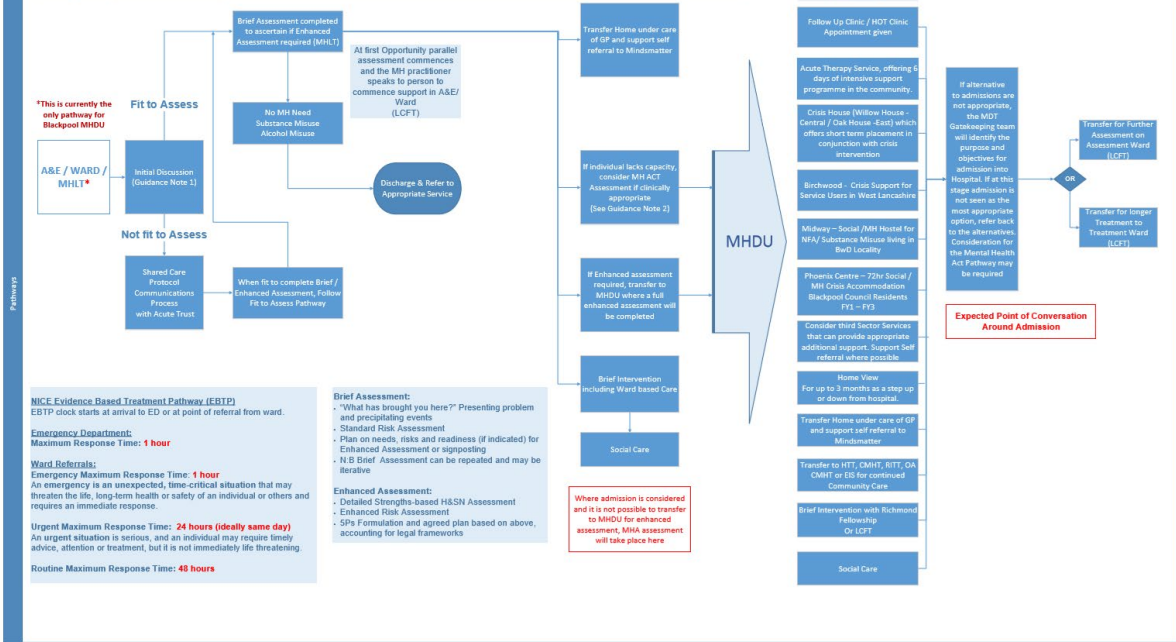 Pathways
*This is currently the
only pathway for
Blackpool MHDU
A&E / WARD /
MHLT*
Initial Discussion
(Guidance Note 1)
Fit to Assess
Not fit to Assess
Shared Care
Protocol
Communications
Process
with Acute Trust
When fit to complete Brief /
Enhanced Assessment, Follow
Fit to Assess Pathway
Brief Assessment completed
to ascertain if Enhanced
Assessment required (MHLT)
At first Opportunity parallel
assessment commences
and the MH practitioner
speaks to person to
commence support in A&E/
Ward
(LCFT)
No MH Need
Substance Misuse
Alcohol Misuse
Discharge & Refer to
Appropriate Service
Transfer Home under care
of GP and support self
referral to Mindsmatter
If individual lacks capacity,
consider MH ACT
Assessment if clinically
appropriate
(See Guidance Note 2)
If Enhanced assessment
required, transfer to
MHDU where a full
enhanced assessment will
be completed
Brief Intervention
including Ward based Care
Social Care
Where admission is considered
and it is not possible to transfer
to MHDU for enhanced
assessment, MHA assessment
will take place here
MHDU
Follow Up Clinic / HOT Clinic
Appointment given
Acute Therapy Service, offering 6
days of intensive support
programme in the community.
Crisis House (Willow House -
Central / Oak House -East) which
offers short term placement in
conjunction with crisis
intervention
Birchwood - Crisis Support for
Service Users in West Lancashire
Midway – Social /MH Hostel for
NFA/ Substance Misuse living in
BwD Locality
Phoenix Centre – 72hr Social /
MH Crisis Accommodation
Blackpool Council Residents
FY1 – FY3
Consider third Sector Services
that can provide appropriate
additional support. Support Self
referral where possible
Home View
For up to 3 months as a step up
or down from hospital.
Transfer Home under care of GP
and support self referral to
Mindsmatter
Transfer to HTT, CMHT, RITT, OA
CMHT or EIS for continued
Community Care
Brief Intervention with Richmond
Fellowship
Or LCFT
Social Care
If alternative
to admissions are
not appropriate,
the MDT
Gatekeeping team
will identify the
purpose and
objectives for
admission into
Hospital. If at this
stage admission is
not seen as the
most appropriate
option, refer back
to the alternatives.
Consideration for
the Mental Health
Act Pathway may
be required
Expected Point of Conversation
Around Admission
Transfer for Further
Assessment on
Assessment Ward
(LCFT)
OR
Transfer for longer
Treatment to
Treatment Ward
(LCFT)
NICE Evidence Based Treatment Pathway (EBTP)
EBTP clock starts at arrival to ED or at point of referral from ward.
Emergency Department:
Maximum Response Time: 1 hour
Ward Referrals:
Emergency Maximum Response Time: 1 hour
An emergency is an unexpected, time-critical situation that may
threaten the life, long-term health or safety of an individual or others and
requires an immediate response.
Urgent Maximum Response Time: 24 hours (ideally same day)
An urgent situation is serious, and an individual may require timely
advice, attention or treatment, but it is not immediately life threatening.
Routine Maximum Response Time: 48 hours
Brief Assessment:
• "What has brought you here?" Presenting problem
and precipitating events
• Standard Risk Assessment
• Plan on needs, risks and readiness (if indicated) for
Enhanced Assessment or signposting
• N:B Brief Assessment can be repeated and may be
iterative
Enhanced Assessment:
• Detailed Strengths-based H&SN Assessment
• Enhanced Risk Assessment
• 5Ps Formulation and agreed plan based on above,
accounting for legal frameworks